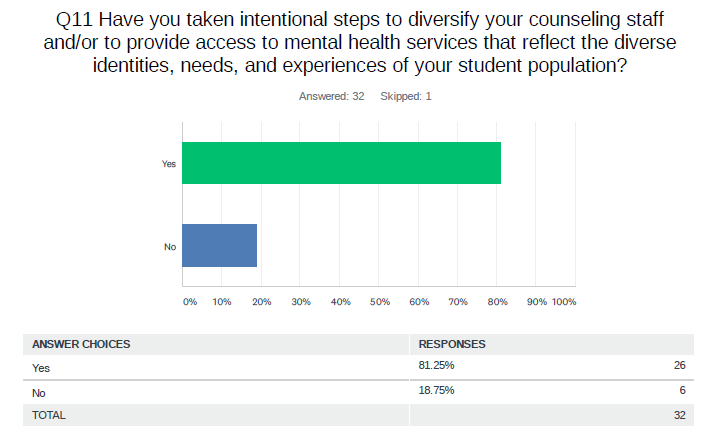 Q11 Have you taken intentional steps to diversify your counseling staff
and/or to provide access to mental health services that reflect the diverse
identities, needs, and experiences of your student population?
Answered: 32 Skipped: 1
Yes
No
0% 10% 20% 30% 40% 50% 60% 70% 80% 90% 100%
ANSWER CHOICES RESPONSES
Yes 81.25% 26
No 18.75% 6
TOTAL 32